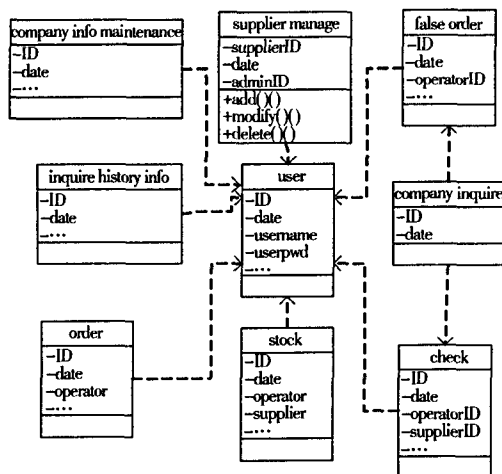 company info maintenance
–ID
–date
–···
supplier manage
–supplierID
–date
–adminID
+add()()
+modify()()
+delete()()
false order
–ID
–date
–operatorID
–···
inquire history info
–ID
–date
–···
user
–ID
–date
–username
–userpwd
–···
company inquire
–ID
–date
order
–ID
–date
–operator
–···
stock
–ID
–date
–operator
–supplier
–···
check
–ID
–date
–operatorID
–supplierID
–···